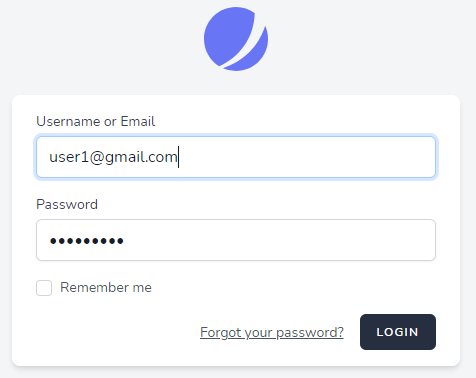 Username or Email
user1@gmail.com
Password
•••••••••
Remember me
Forgot your password? LOGIN